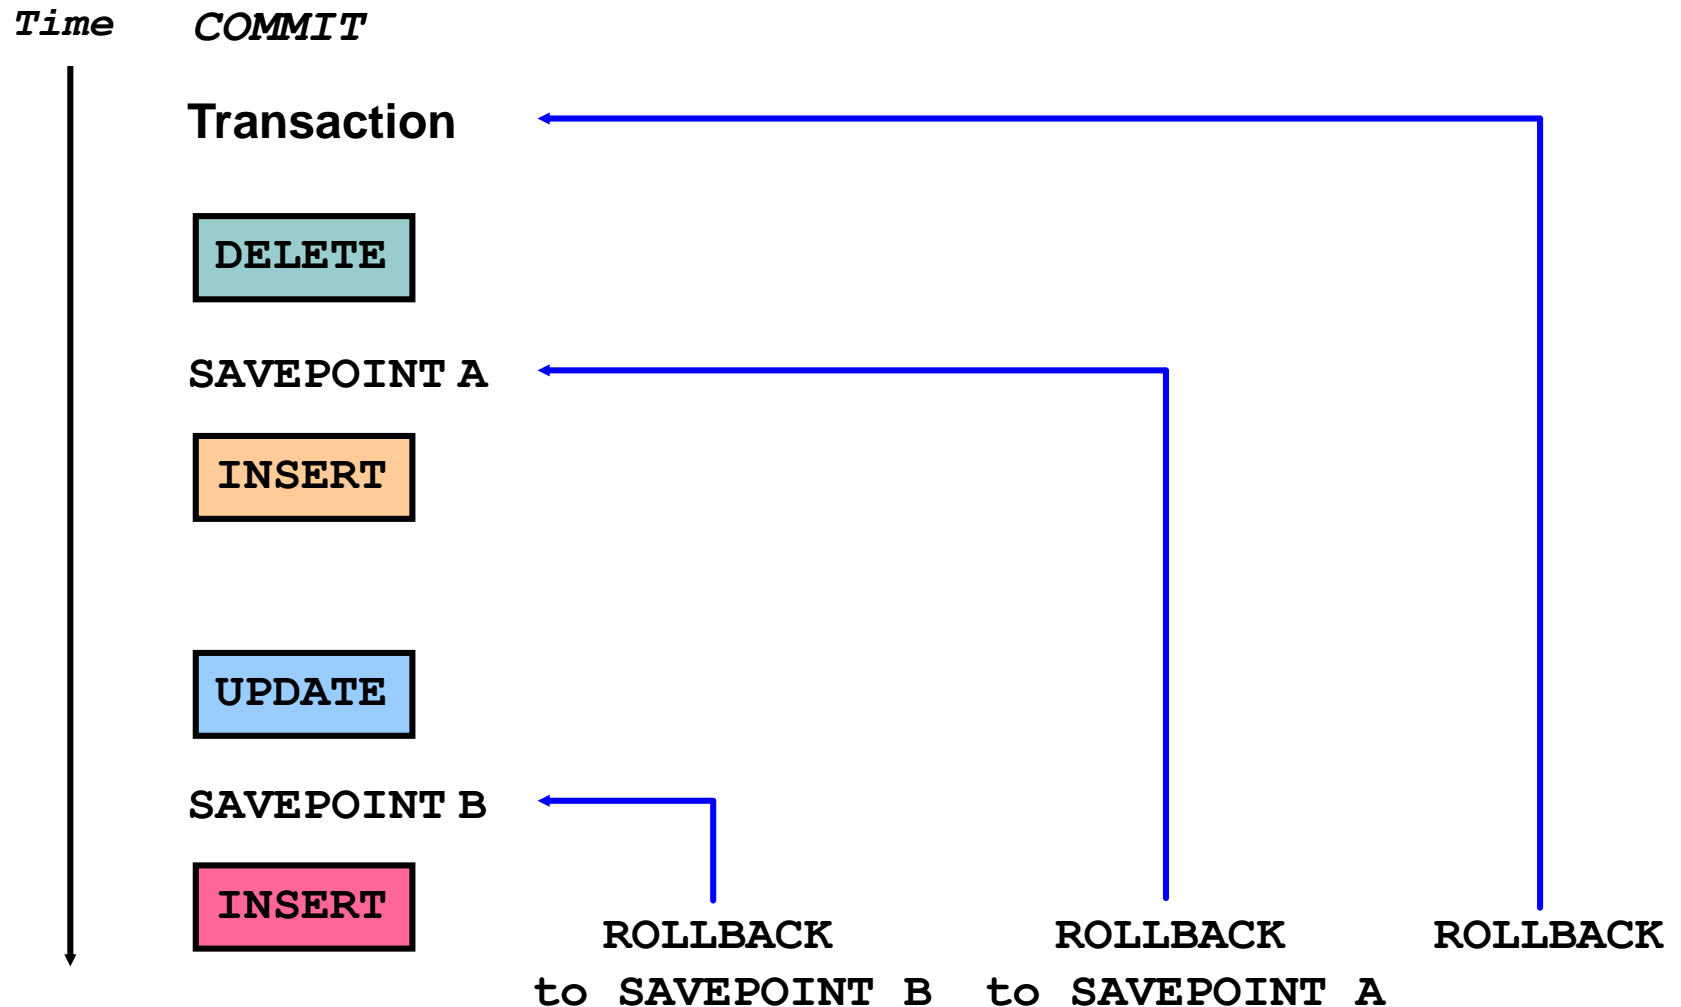 Time
COMMIT
Transaction
DELETE
SAVEPOINT A
INSERT
UPDATE
SAVEPOINT B
INSERT
ROLLBACK
to SAVEPOINT B
ROLLBACK
to SAVEPOINT A
ROLLBACK